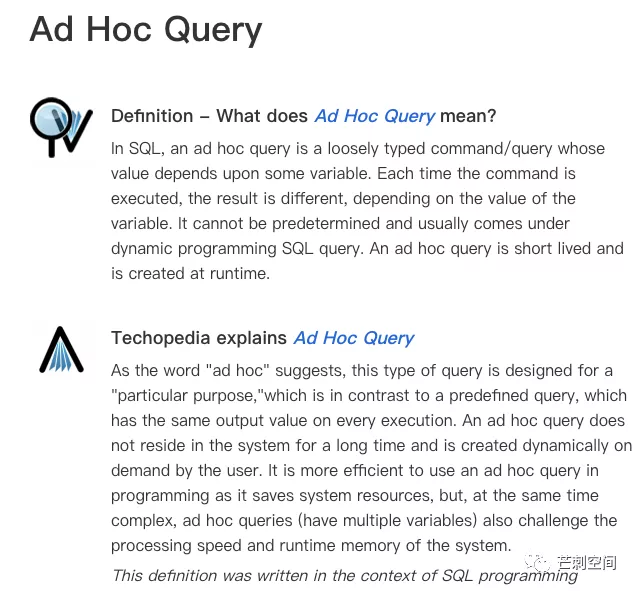 Ad Hoc Query
Definition – What does Ad Hoc Query mean?
In SQL, an ad hoc query is a loosely typed command/query whose
value depends upon some variable. Each time the command is
executed, the result is different, depending on the value of the
variable. It cannot be predetermined and usually comes under
dynamic programming SQL query. An ad hoc query is short lived and
is created at runtime.
Techopedia explains Ad Hoc Query
As the word "ad hoc" suggests, this type of query is designed for a
"particular purpose,"which is in contrast to a predefined query, which
has the same output value on every execution. An ad hoc query does
not reside in the system for a long time and is created dynamically on
demand by the user. It is more efficient to use an ad hoc query in
programming as it saves system resources, but, at the same time
complex, ad hoc queries (have multiple variables) also challenge the
processing speed and runtime memory of the system.
芒刺空间
This definition was written in the context of SQL programming